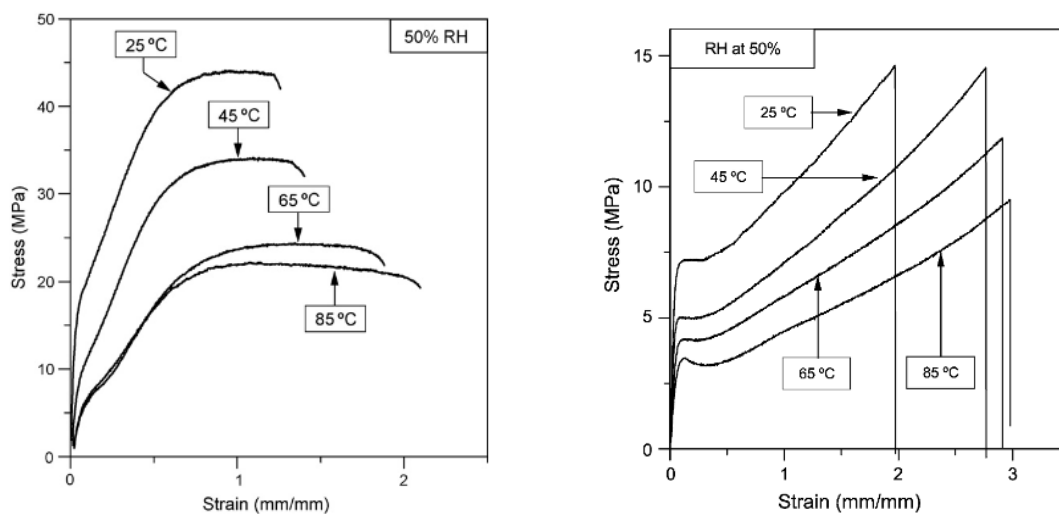 50% RH
25 ºC
45 ºC
65 ºC
85 ºC
50
40
30
20
10
0
Stress (MPa)
0
1
2
Strain (mm/mm)
RH at 50%
25 ºC
45 ºC
65 ºC
85 ºC
15
10
5
0
Stress (MPa)
0
1
2
3
Strain (mm/mm)